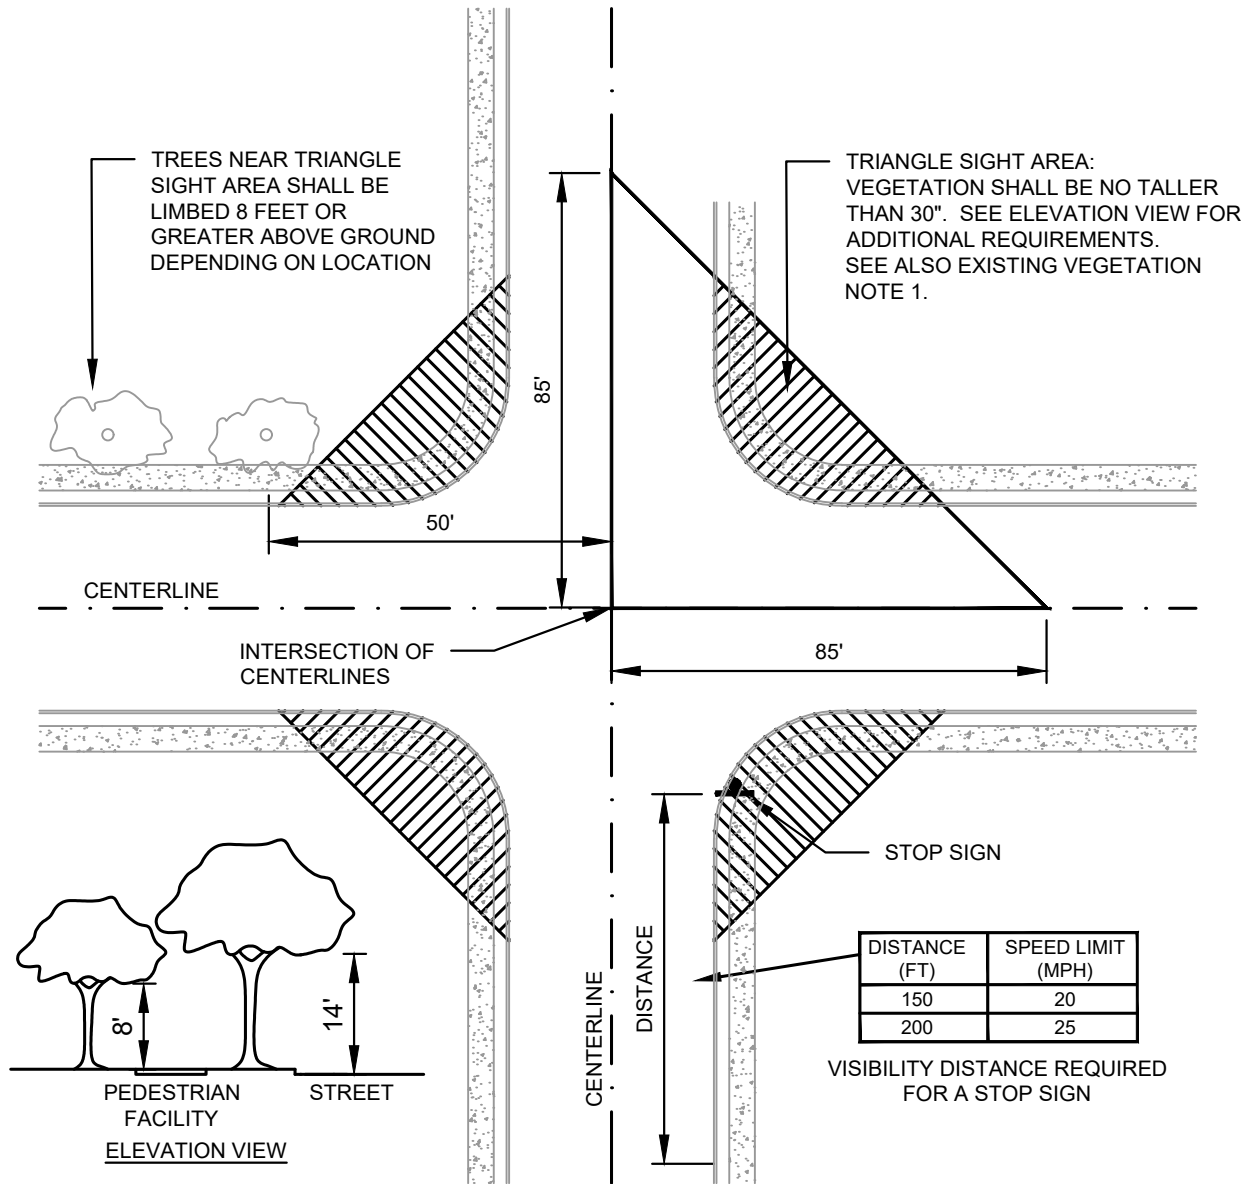 TREES NEAR TRIANGLE
SIGHT AREA SHALL BE
LIMBED 8 FEET OR
GREATER ABOVE GROUND
DEPENDING ON LOCATION
TRIANGLE SIGHT AREA:
VEGETATION SHALL BE NO TALLER
THAN 30". SEE ELEVATION VIEW FOR
ADDITIONAL REQUIREMENTS.
SEE ALSO EXISTING VEGETATION
NOTE 1.
85'
50'
CENTERLINE
INTERSECTION OF
CENTERLINES
85'
STOP SIGN
DISTANCE
CENTERLINE
DISTANCE (FT) SPEED LIMIT (MPH)
150 20
200 25
VISIBILITY DISTANCE REQUIRED
FOR A STOP SIGN
8'
14'
PEDESTRIAN
FACILITY
STREET
ELEVATION VIEW